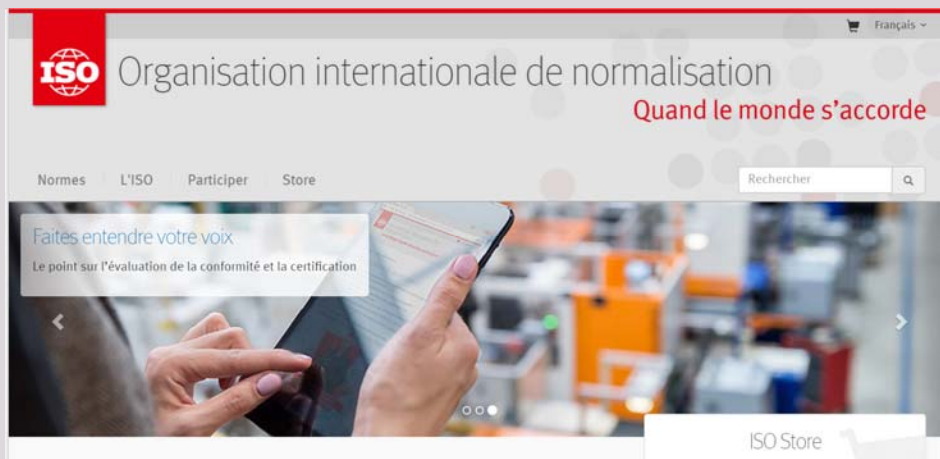 Français
ISO
Organisation internationale de normalisation
Quand le monde s'accorde
Normes
L'ISO
Participer
Store
Rechercher
Faites entendre votre voix
Le point sur l'évaluation de la conformité et la certification
ISO Store